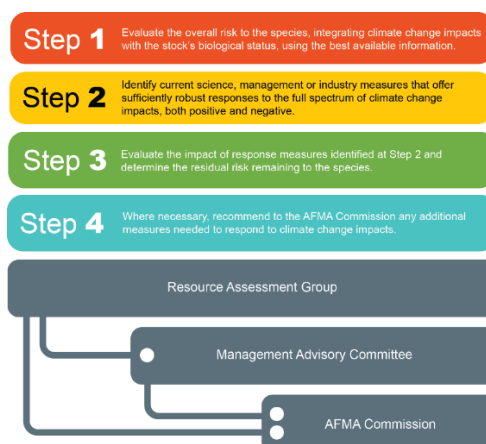 Step 1
Evaluate the overall risk to the species, integrating climate change impacts
with the stock's biological status, using the best available information.
Step 2
Identify current science, management or industry measures that offer
sufficiently robust responses to the full spectrum of climate change
impacts, both positive and negative.
Step 3
Evaluate the impact of response measures identified at Step 2 and
determine the residual risk remaining to the species.
Step 4
Where necessary, recommend to the AFMA Commission any additional
measures needed to respond to climate change impacts.
Resource Assessment Group
Management Advisory Committee
AFMA Commission